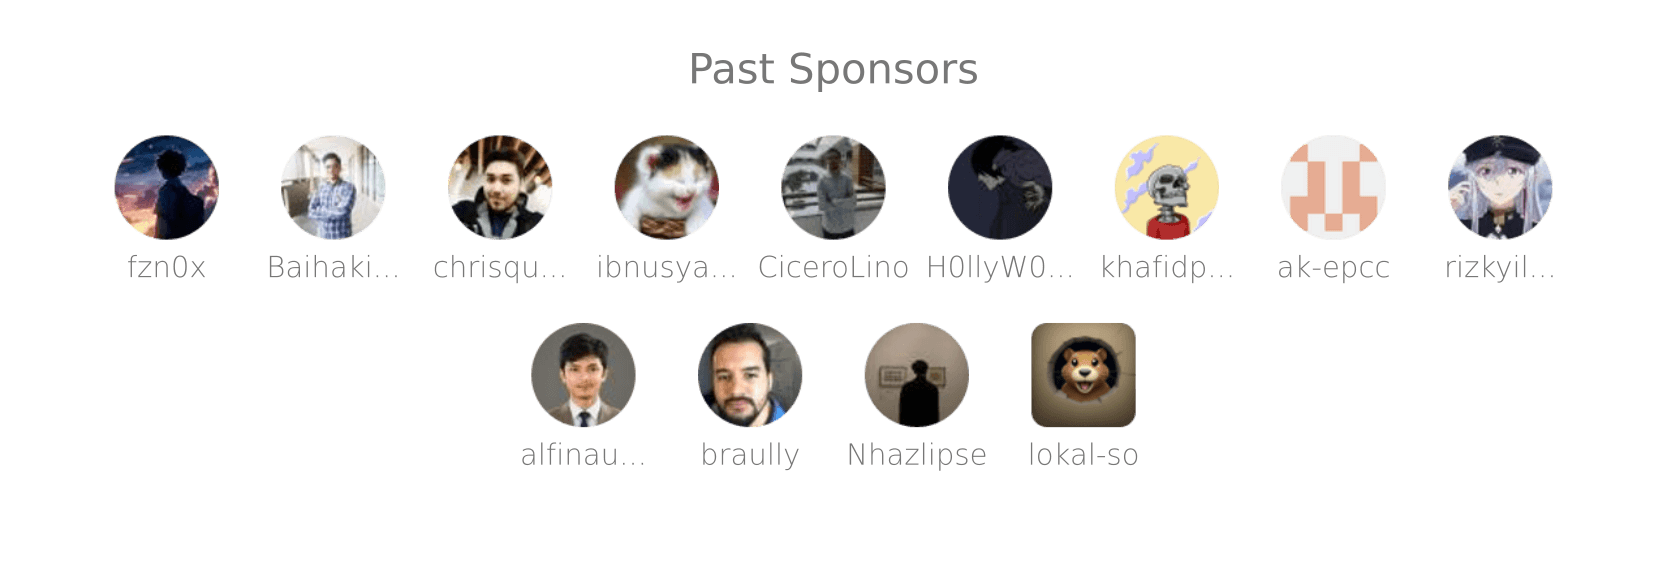 Past Sponsors
fzn0x Baihaki... chrisqu... ibnusya... CiceroLino H0llyW0... khafidp... ak-epcc rizkyil...
alfinau... braully Nhazlipse lokal-so